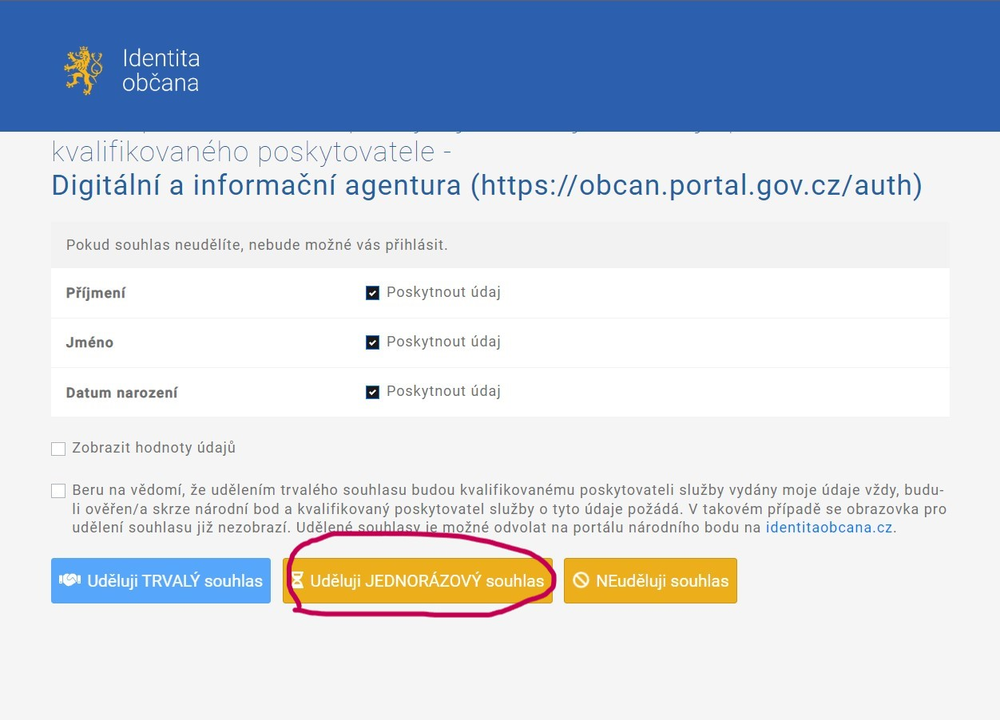 Identita
občana
kvalifikovaného poskytovatele -
Digitální a informační agentura (https://obcan.portal.gov.cz/auth)
Pokud souhlas neudělíte, nebude možné vás přihlásit.
Příjmení
Poskytnout údaj
Jméno
Poskytnout údaj
Datum narození
Poskytnout údaj
Zobrazit hodnoty údajů
Beru na vědomí, že udělením trvalého souhlasu budou kvalifikovanému poskytovateli služby vydány moje údaje vždy, budu-
li ověřen/a skrze národní bod a kvalifikovaný poskytovatel služby o tyto údaje požádá. V takovém případě se obrazovka pro
udělení souhlasu již nezobrazí. Udělené souhlasy je možné odvolat na portálu národního bodu na identitaobcana.cz.
Uděluji TRVALÝ souhlas
Uděluji JEDNORÁZOVÝ souhlas
NEuděluji souhlas